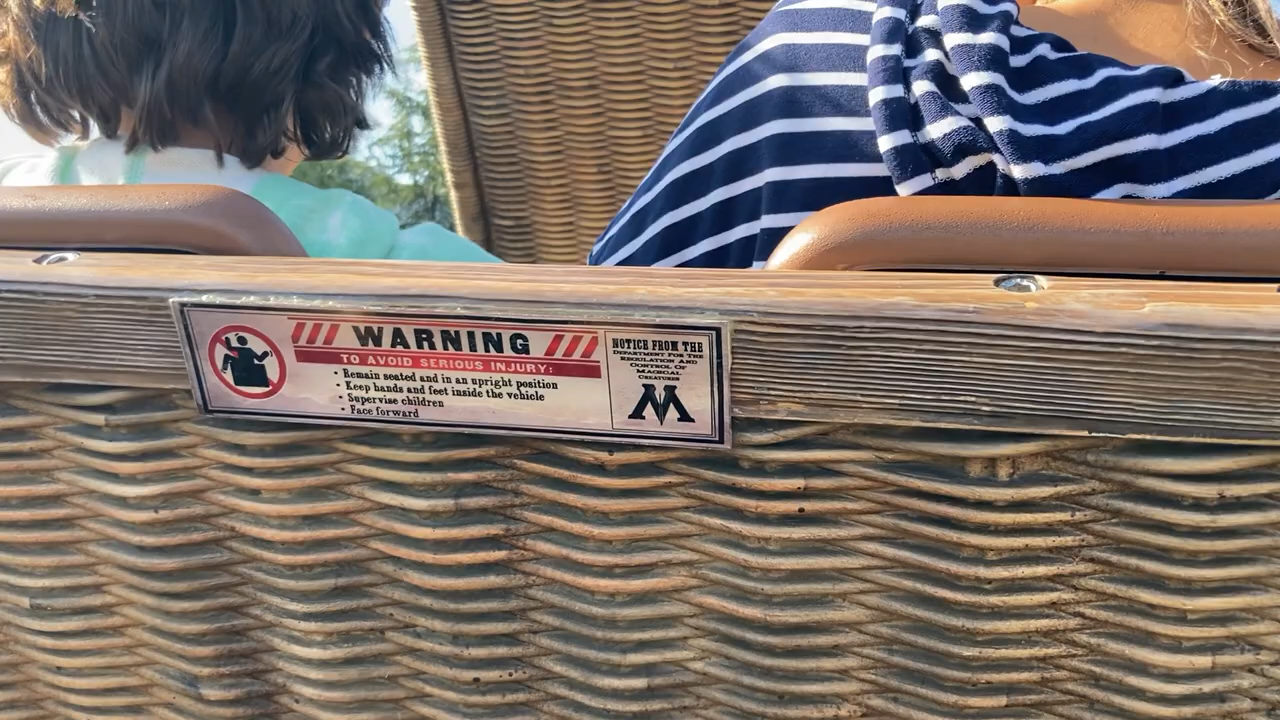 WARNING
TO AVOID SERIOUS INJURY:
• Remain seated and in an upright position
• Keep hands and feet inside the vehicle
• Supervise children
• Face forward
NOTICE FROM THE
DEPARTMENT FOR THE
REGULATION AND
CONTROL OF
MAGICAL
CREATURES
M